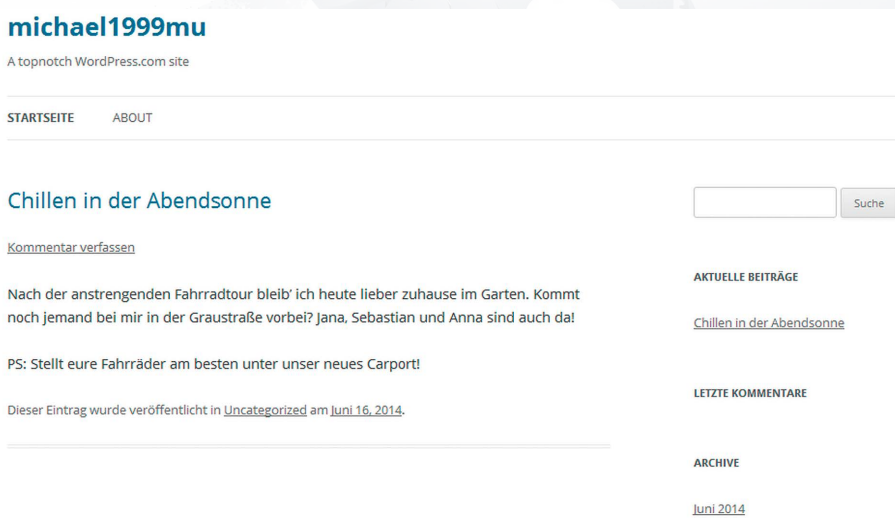 michael1999mu
A topnotch WordPress.com site
STARTSEITE ABOUT
Chillen in der Abendsonne
Kommentar verfassen
Nach der anstrengenden Fahrradtour bleib' ich heute lieber zuhause im Garten. Kommt
noch jemand bei mir in der Graustraße vorbei? Jana, Sebastian und Anna sind auch da!
PS: Stellt eure Fahrräder am besten unter unser neues Carport!
Dieser Eintrag wurde veröffentlicht in Uncategorized am Juni 16, 2014.
Suche
AKTUELLE BEITRÄGE
Chillen in der Abendsonne
LETZTE KOMMENTARE
ARCHIVE
Juni 2014